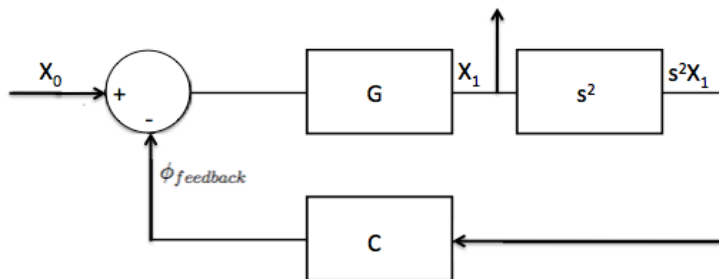 X₀
+
-
G
X₁
s²
s²X₁
ϕfeedback
C